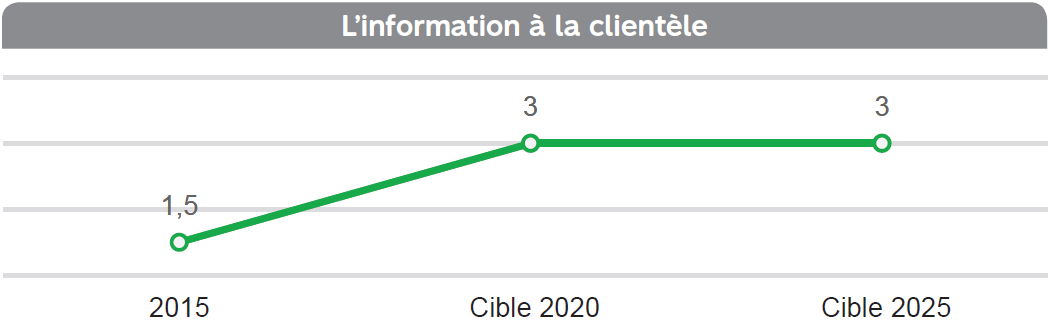 L’information à la clientèle
3
3
1,5
2015
Cible 2020
Cible 2025